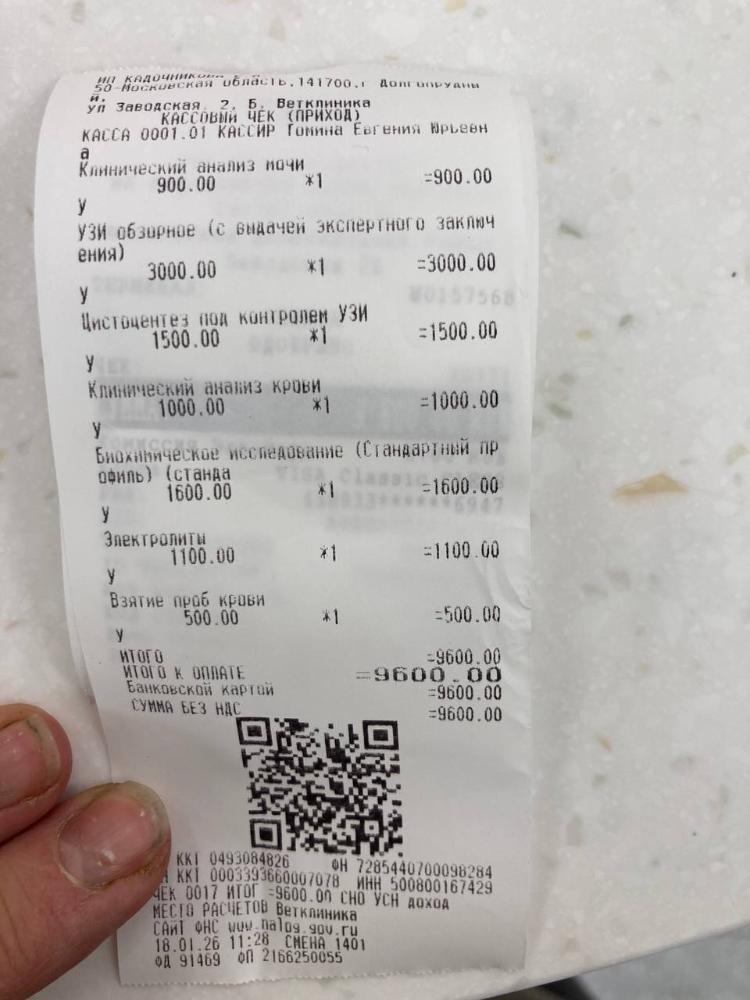 ИП КАДОЧНИКОВА
50-Московская область,141700,г Долгопрудны
й,
ул Заводская, 2, Б, Ветклиника
КАССОВЫЙ ЧЕК (ПРИХОД)
КАССА 0001.01 КАССИР Гомина Евгения Юрьевн
а
Клинический анализ мочи
900.00 *1 =900.00
У
УЗИ обзорное (с выдачей экспертного заключ
ения)
3000.00 *1 =3000.00
У
Цистоцентез под контролем УЗИ
1500.00 *1 =1500.00
У
Клинический анализ крови
1000.00 *1 =1000.00
У
Биохимическое исследование (Стандартный пр
офиль) (станда
1600.00 *1 =1600.00
У
Электролиты
1100.00 *1 =1100.00
У
Взятие проб крови
500.00 *1 =500.00
У
ИТОГО =9600.00
ИТОГО К ОПЛАТЕ =9600.00
Банковской картой =9600.00
СУММА БЕЗ НДС =9600.00
ККТ 0493084826 ФН 7285440700098284
ККТ 0003393660007078 ИНН 500800167429
ЧЕК 0017 ИТОГ =9600.00 СНО УСН доход
МЕСТО РАСЧЕТОВ Ветклиника
САЙТ ФНС www.nalog.gov.ru
18.01.26 11:28 СМЕНА 1401
ФД 91469 ФП 2166250055